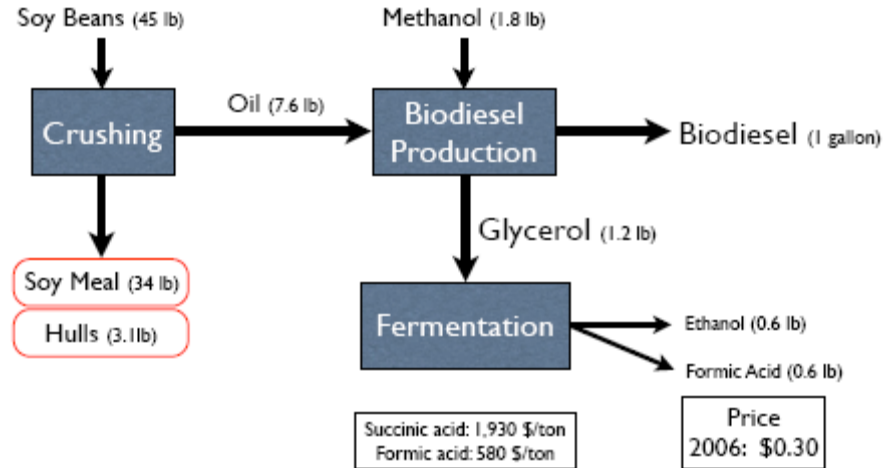 Soy Beans (45 lb)
Methanol (1.8 lb)
Crushing
Oil (7.6 lb)
Biodiesel
Production
Biodiesel (1 gallon)
Glycerol (1.2 lb)
Soy Meal (34 lb)
Hulls (3.1lb)
Fermentation
Ethanol (0.6 lb)
Formic Acid (0.6 lb)
Succinic acid: 1,930 $/ton
Formic acid: 580 $/ton
Price
2006: $0.30